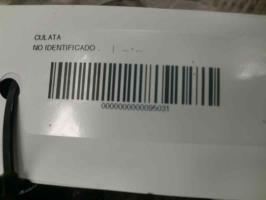 CULATA
NO IDENTIFICADO . | ... - ...
0000000000095031